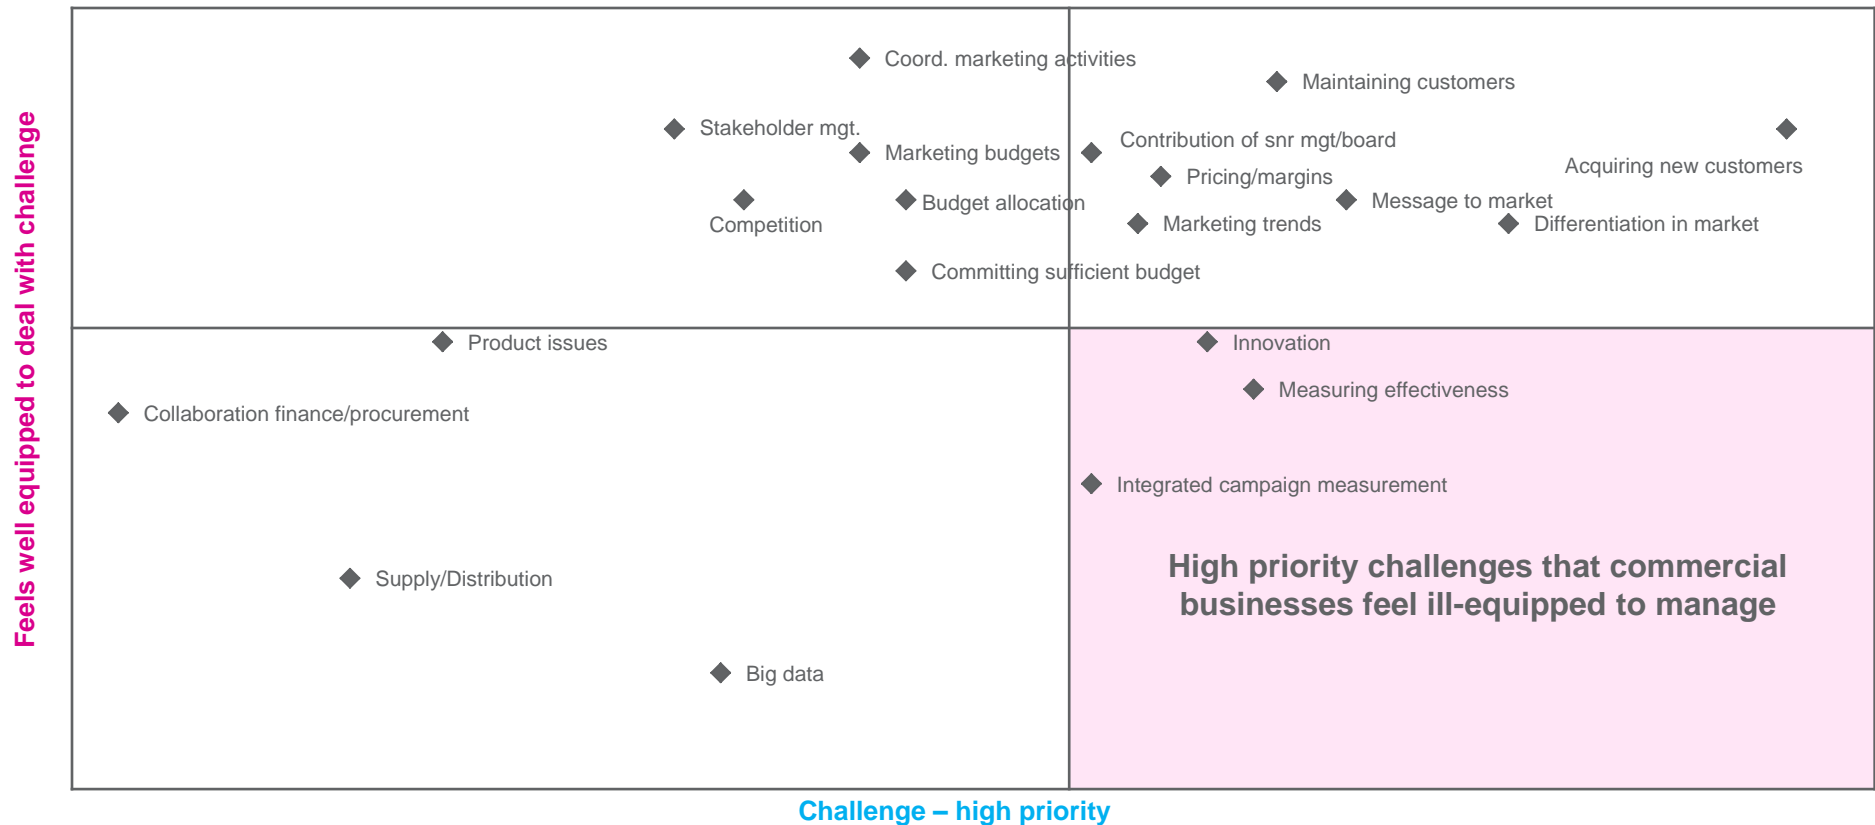 Feels well equipped to deal with challenge
Coord. marketing activities
Maintaining customers
Stakeholder mgt.
Contribution of snr mgt/board
Marketing budgets
Acquiring new customers
Pricing/margins
Budget allocation
Message to market
Competition
Marketing trends
Differentiation in market
Committing sufficient budget
Product issues
Innovation
Measuring effectiveness
Collaboration finance/procurement
Integrated campaign measurement
High priority challenges that commercial
businesses feel ill-equipped to manage
Supply/Distribution
Big data
Challenge – high priority